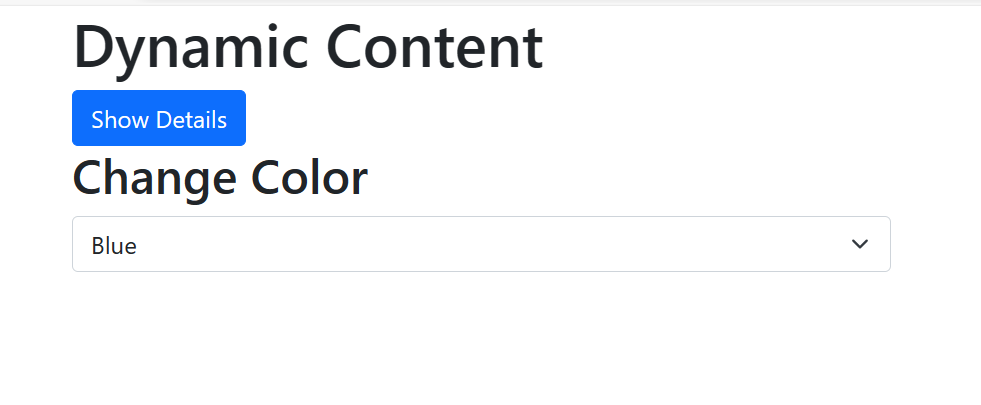 Dynamic Content
Show Details
Change Color
Blue